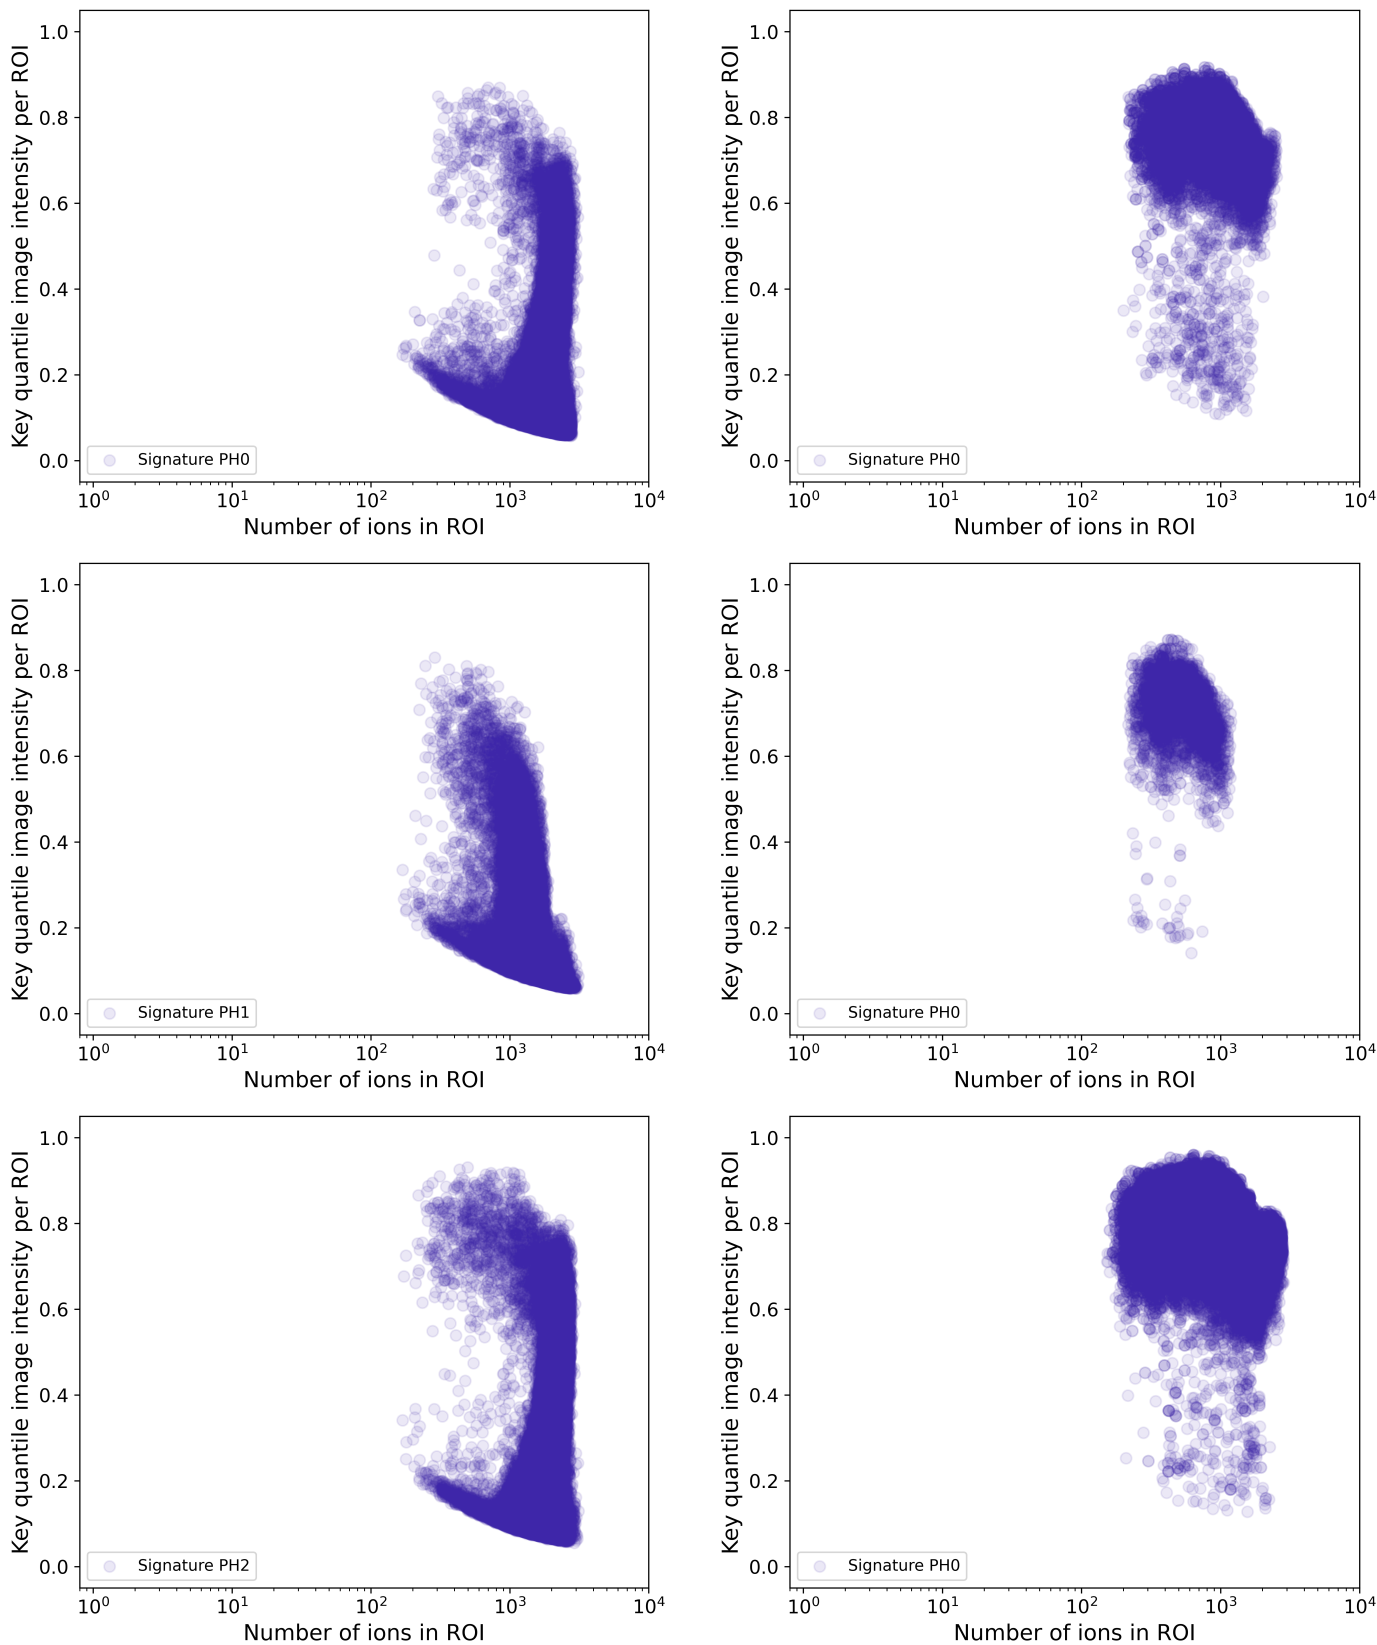 Key quantile image intensity per ROI
1.0
0.8
0.6
0.4
0.2
0.0
Signature PH0
10⁰ 10¹ 10² 10³ 10⁴
Number of ions in ROI
Key quantile image intensity per ROI
1.0
0.8
0.6
0.4
0.2
0.0
Signature PH0
10⁰ 10¹ 10² 10³ 10⁴
Number of ions in ROI
Key quantile image intensity per ROI
1.0
0.8
0.6
0.4
0.2
0.0
Signature PH1
10⁰ 10¹ 10² 10³ 10⁴
Number of ions in ROI
Key quantile image intensity per ROI
1.0
0.8
0.6
0.4
0.2
0.0
Signature PH0
10⁰ 10¹ 10² 10³ 10⁴
Number of ions in ROI
Key quantile image intensity per ROI
1.0
0.8
0.6
0.4
0.2
0.0
Signature PH2
10⁰ 10¹ 10² 10³ 10⁴
Number of ions in ROI
Key quantile image intensity per ROI
1.0
0.8
0.6
0.4
0.2
0.0
Signature PH0
10⁰ 10¹ 10² 10³ 10⁴
Number of ions in ROI